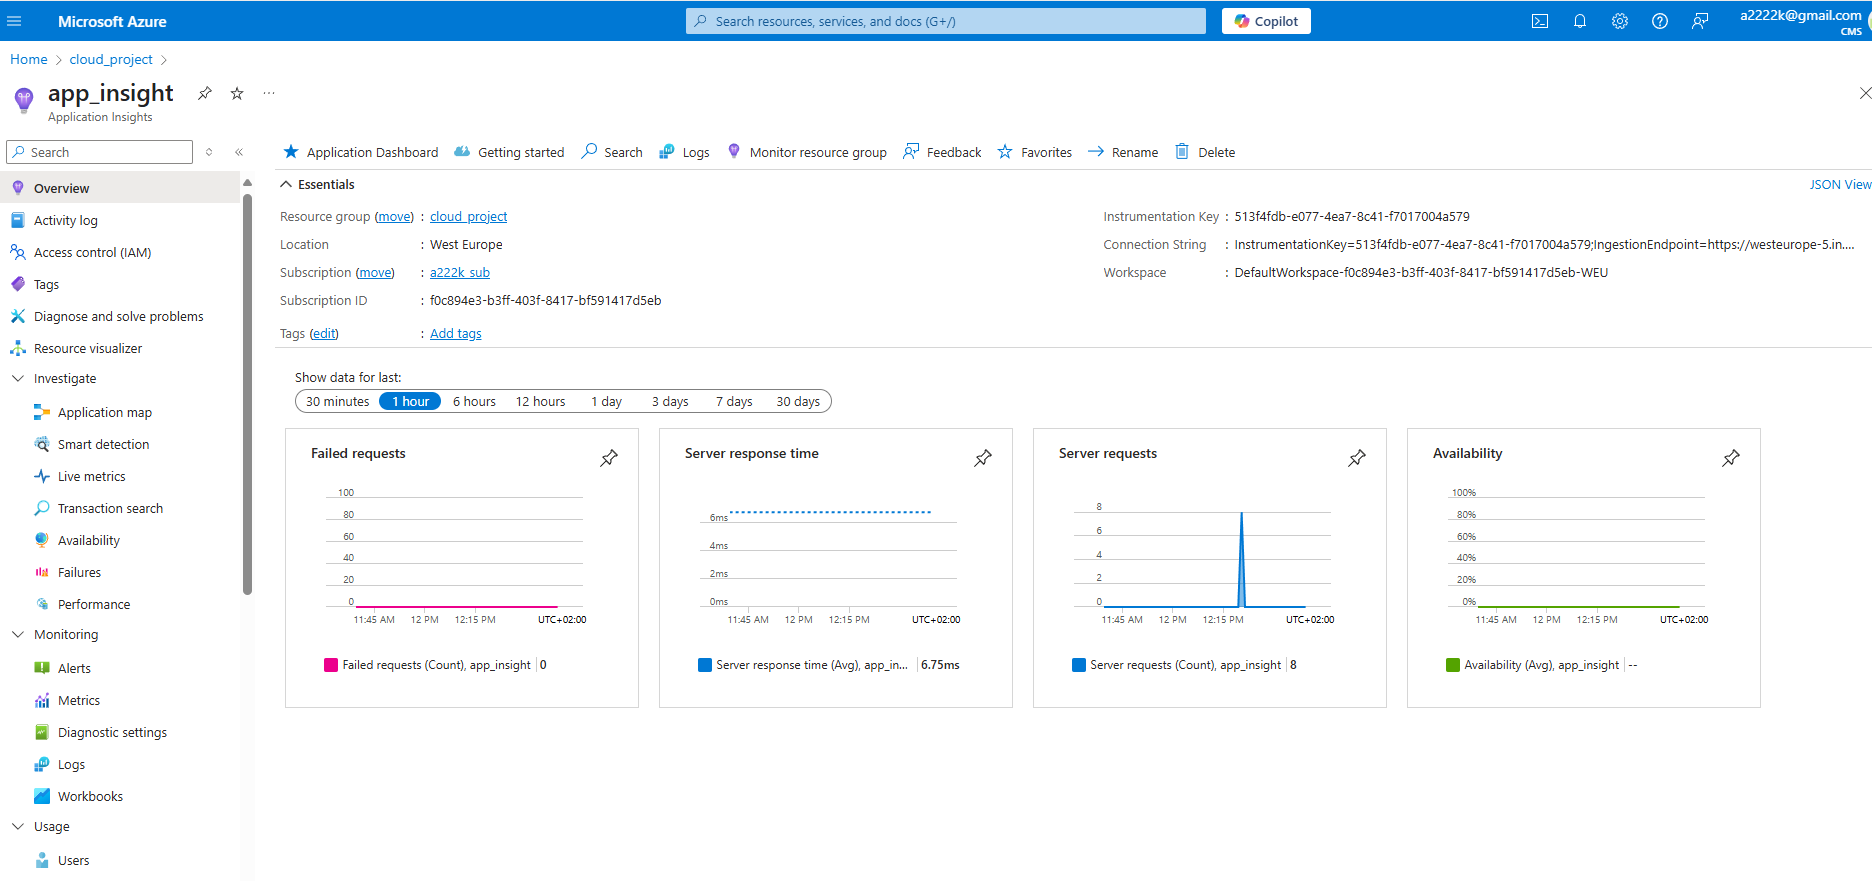 Microsoft Azure
Search resources, services, and docs (G+/)
Copilot
a2222k@gmail.com
CMS
Home > cloud_project >
app_insight
Application Insights
Search
Overview
Activity log
Access control (IAM)
Tags
Diagnose and solve problems
Resource visualizer
Investigate
Application map
Smart detection
Live metrics
Transaction search
Availability
Failures
Performance
Monitoring
Alerts
Metrics
Diagnostic settings
Logs
Workbooks
Usage
Users
Application Dashboard Getting started Search Logs Monitor resource group Feedback Favorites Rename Delete
Essentials
JSON View
Resource group (move) : cloud_project
Location : West Europe
Subscription (move) : a222k_sub
Subscription ID : f0c894e3-b3ff-403f-8417-bf591417d5eb
Tags (edit) : Add tags
Instrumentation Key : 513f4fdb-e077-4ea7-8c41-f7017004a579
Connection String : InstrumentationKey=513f4fdb-e077-4ea7-8c41-f7017004a579;IngestionEndpoint=https://westeurope-5.in....
Workspace : DefaultWorkspace-f0c894e3-b3ff-403f-8417-bf591417d5eb-WEU
Show data for last:
30 minutes 1 hour 6 hours 12 hours 1 day 3 days 7 days 30 days
Failed requests
100
80
60
40
20
0
11:45 AM 12 PM 12:15 PM UTC+02:00
Failed requests (Count), app_insight 0
Server response time
6ms
4ms
2ms
0ms
11:45 AM 12 PM 12:15 PM UTC+02:00
Server response time (Avg), app_in... 6.75ms
Server requests
8
6
4
2
0
11:45 AM 12 PM 12:15 PM UTC+02:00
Server requests (Count), app_insight 8
Availability
100%
80%
60%
40%
20%
0%
11:45 AM 12 PM 12:15 PM UTC+02:00
Availability (Avg), app_insight --